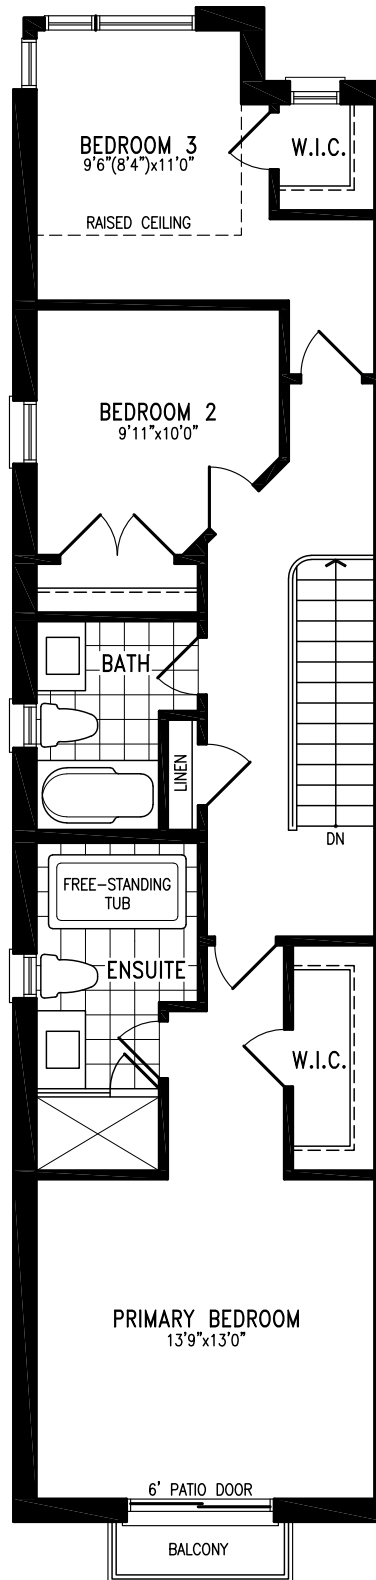 BEDROOM 3
9'6"(8'4")x11'0"
W.I.C.
RAISED CEILING
BEDROOM 2
9'11"x10'0"
BATH
LINEN
DN
FREE-STANDING
TUB
ENSUITE
W.I.C.
PRIMARY BEDROOM
13'9"x13'0"
6' PATIO DOOR
BALCONY